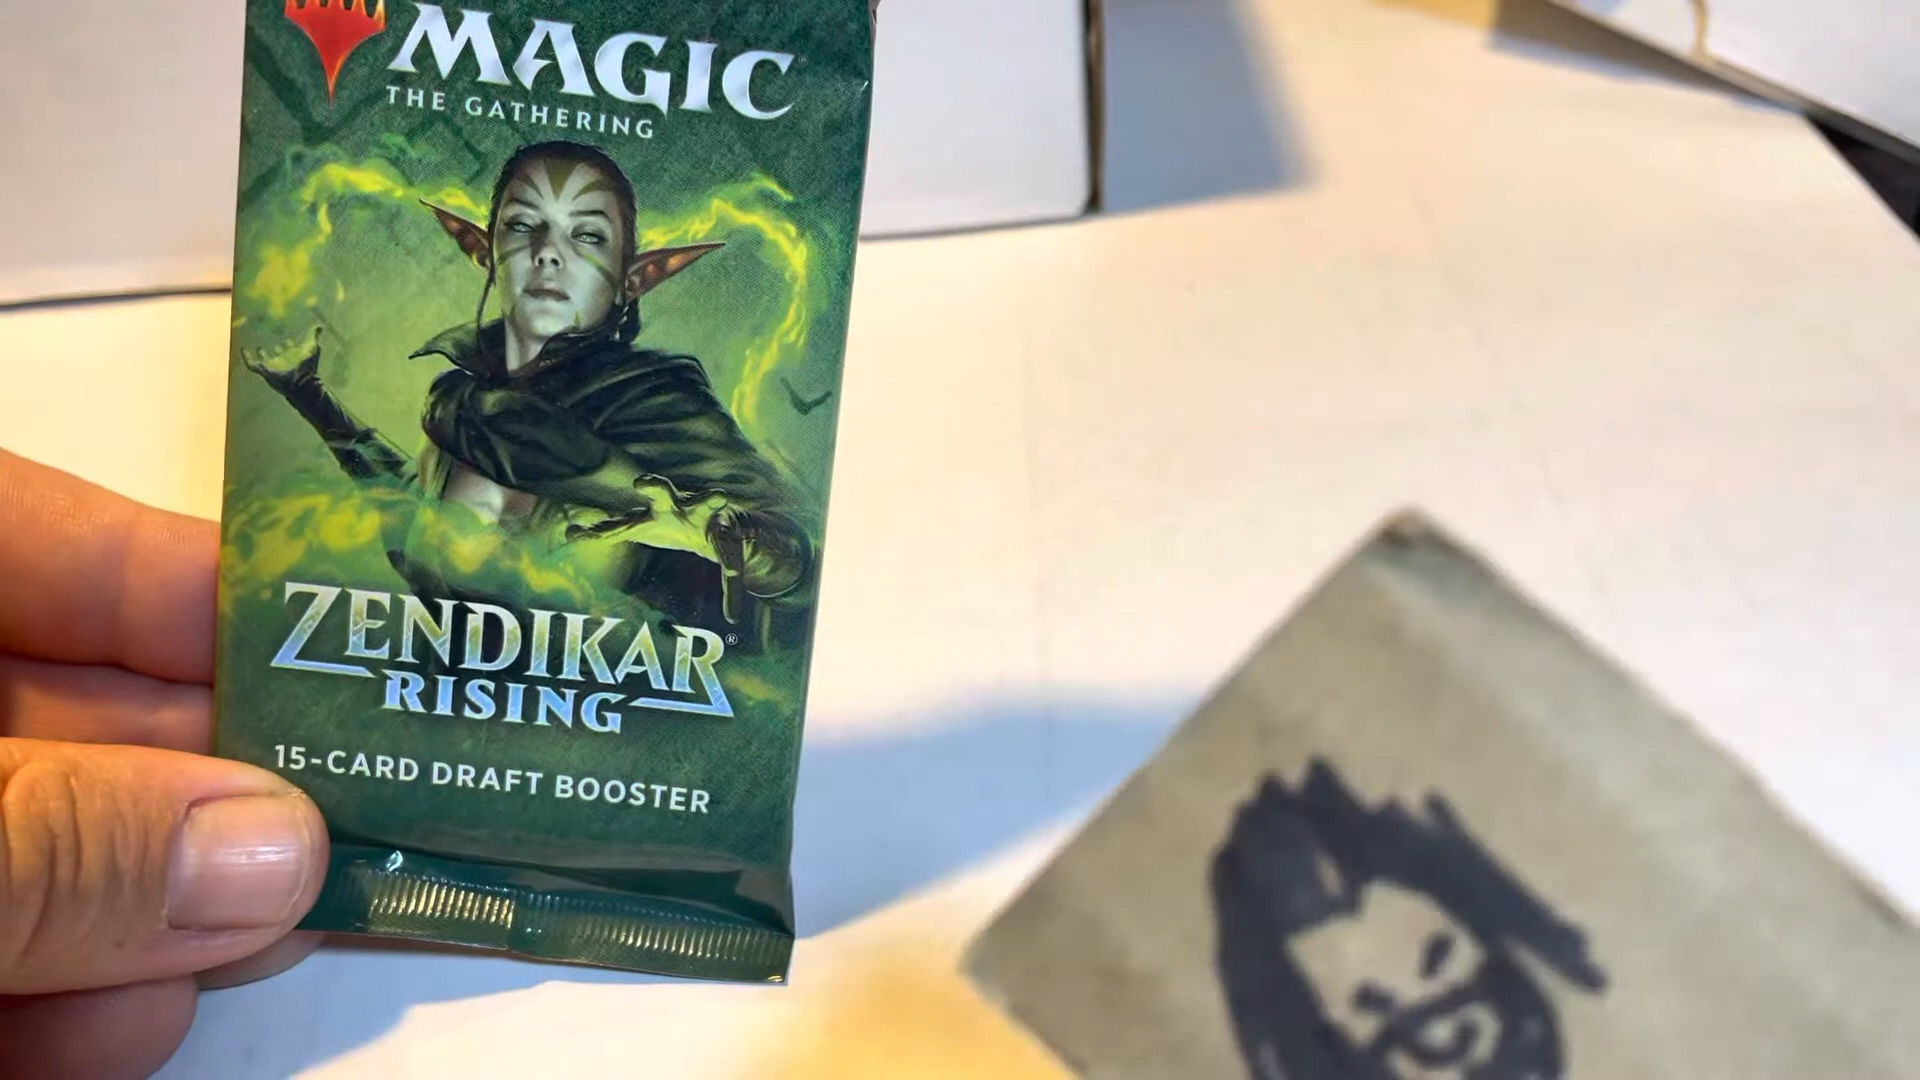 MAGIC
THE GATHERING
ZENDIKAR®
RISING
15-CARD DRAFT BOOSTER